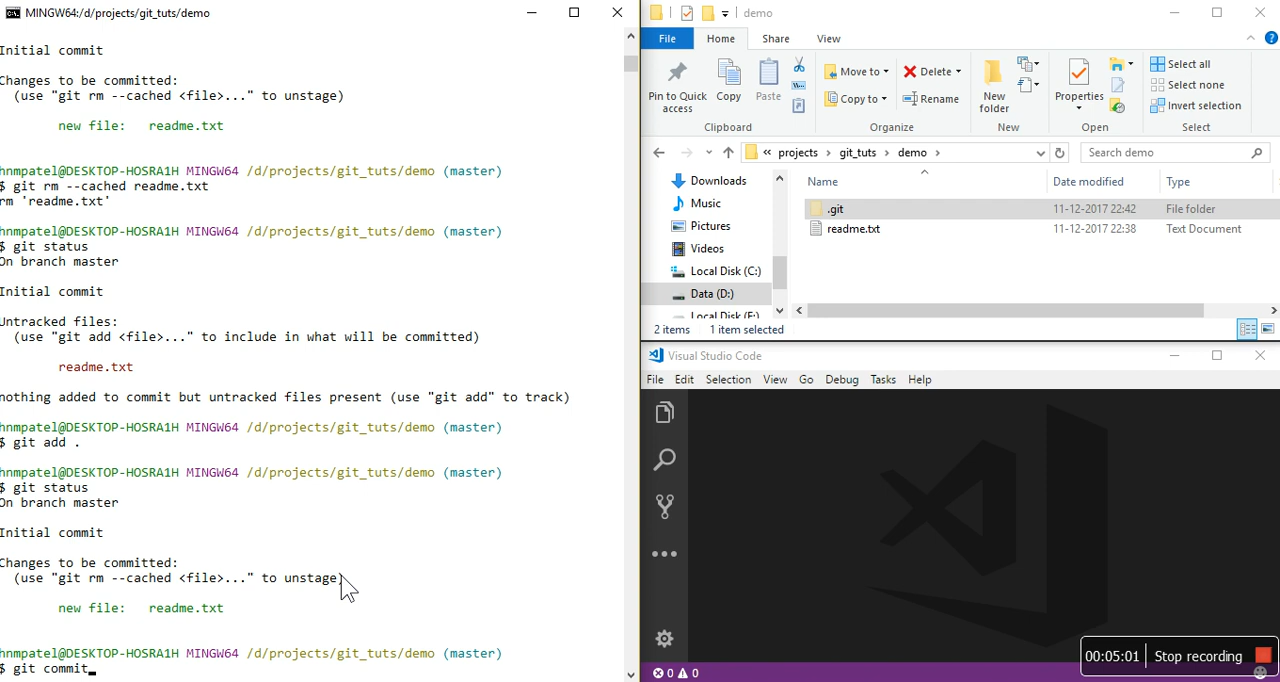 MINGW64:/d/projects/git_tuts/demo
Initial commit
Changes to be committed:
(use "git rm --cached <file>..." to unstage)
new file: readme.txt
hnmpatel@DESKTOP-HOSRA1H MINGW64 /d/projects/git_tuts/demo (master)
$ git rm --cached readme.txt
rm 'readme.txt'
hnmpatel@DESKTOP-HOSRA1H MINGW64 /d/projects/git_tuts/demo (master)
$ git status
On branch master
Initial commit
Untracked files:
(use "git add <file>..." to include in what will be committed)
readme.txt
nothing added to commit but untracked files present (use "git add" to track)
hnmpatel@DESKTOP-HOSRA1H MINGW64 /d/projects/git_tuts/demo (master)
$ git add .
hnmpatel@DESKTOP-HOSRA1H MINGW64 /d/projects/git_tuts/demo (master)
$ git status
On branch master
Initial commit
Changes to be committed:
(use "git rm --cached <file>..." to unstage)
new file: readme.txt
hnmpatel@DESKTOP-HOSRA1H MINGW64 /d/projects/git_tuts/demo (master)
$ git commit_
demo
File Home Share View
Pin to Quick access
Copy
Paste
Clipboard
Move to
Copy to
Delete
Rename
Organize
New folder
New
Properties
Open
Select all
Select none
Invert selection
Select
« projects › git_tuts › demo ›
Search demo
Downloads
Music
Pictures
Videos
Local Disk (C:)
Data (D:)
Local Disk (E:)
Name Date modified Type
.git 11-12-2017 22:42 File folder
readme.txt 11-12-2017 22:38 Text Document
2 items 1 item selected
Visual Studio Code
File Edit Selection View Go Debug Tasks Help
00:05:01 Stop recording
0 0